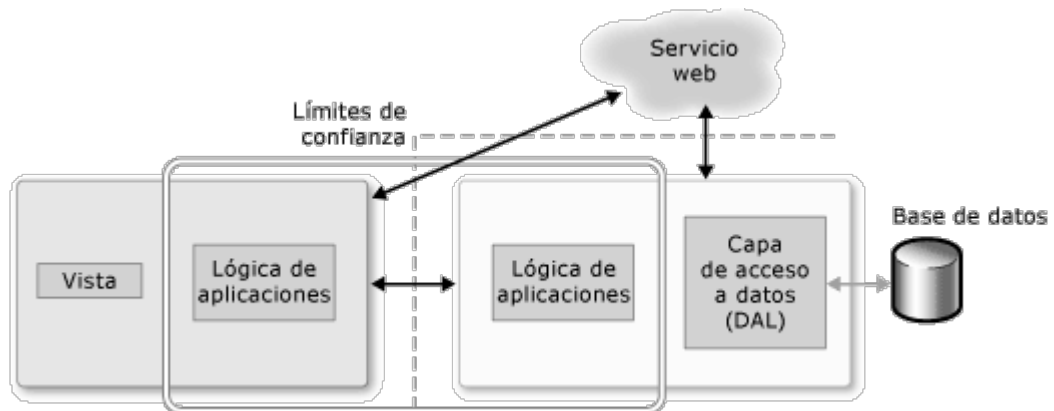 Servicio
web
Límites de
confianza
Base de datos
Vista
Lógica de
aplicaciones
Lógica de
aplicaciones
Capa
de acceso
a datos
(DAL)